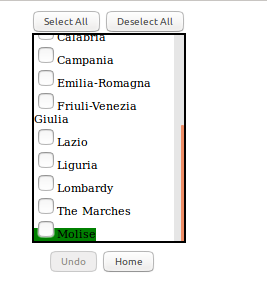 Select All Deselect All
Calabria
Campania
Emilia-Romagna
Friuli-Venezia
Giulia
Lazio
Liguria
Lombardy
The Marches
Molise
Undo Home